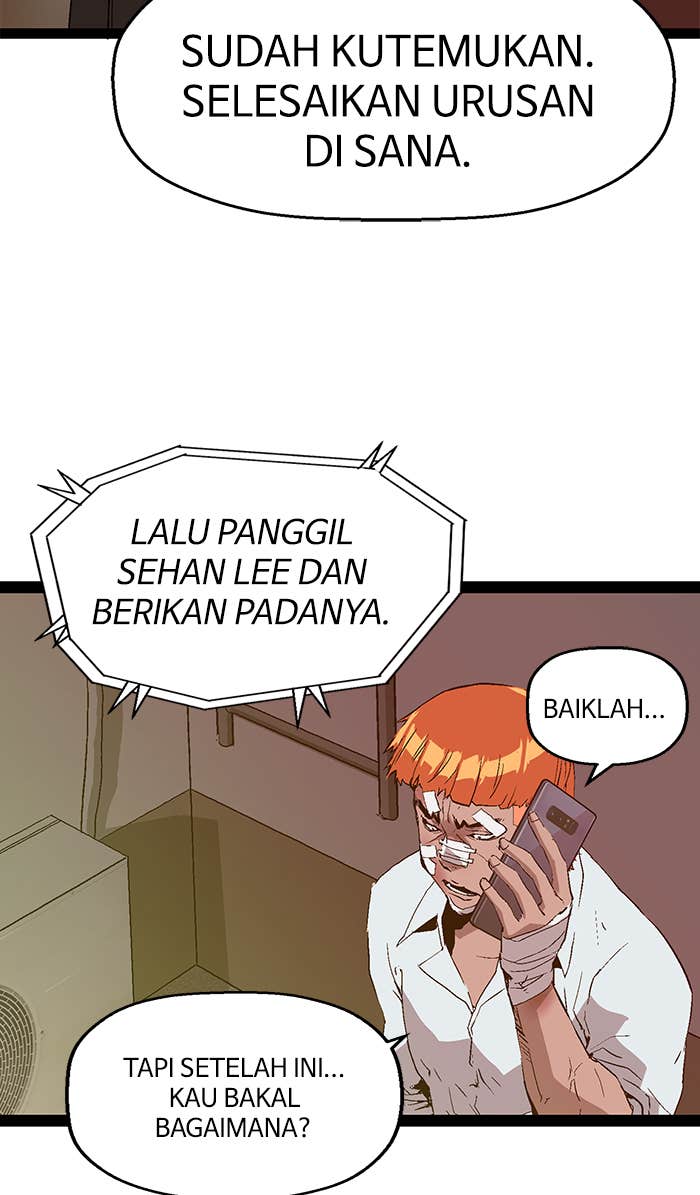 SUDAH KUTEMUKAN.
SELESAIKAN URUSAN
DI SANA.
LALU PANGGIL
SEHAN LEE DAN
BERIKAN PADANYA.
BAIKLAH...
TAPI SETELAH INI...
KAU BAKAL
BAGAIMANA?